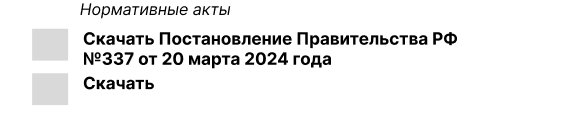 Нормативные акты
Скачать Постановление Правительства РФ
№337 от 20 марта 2024 года
Скачать